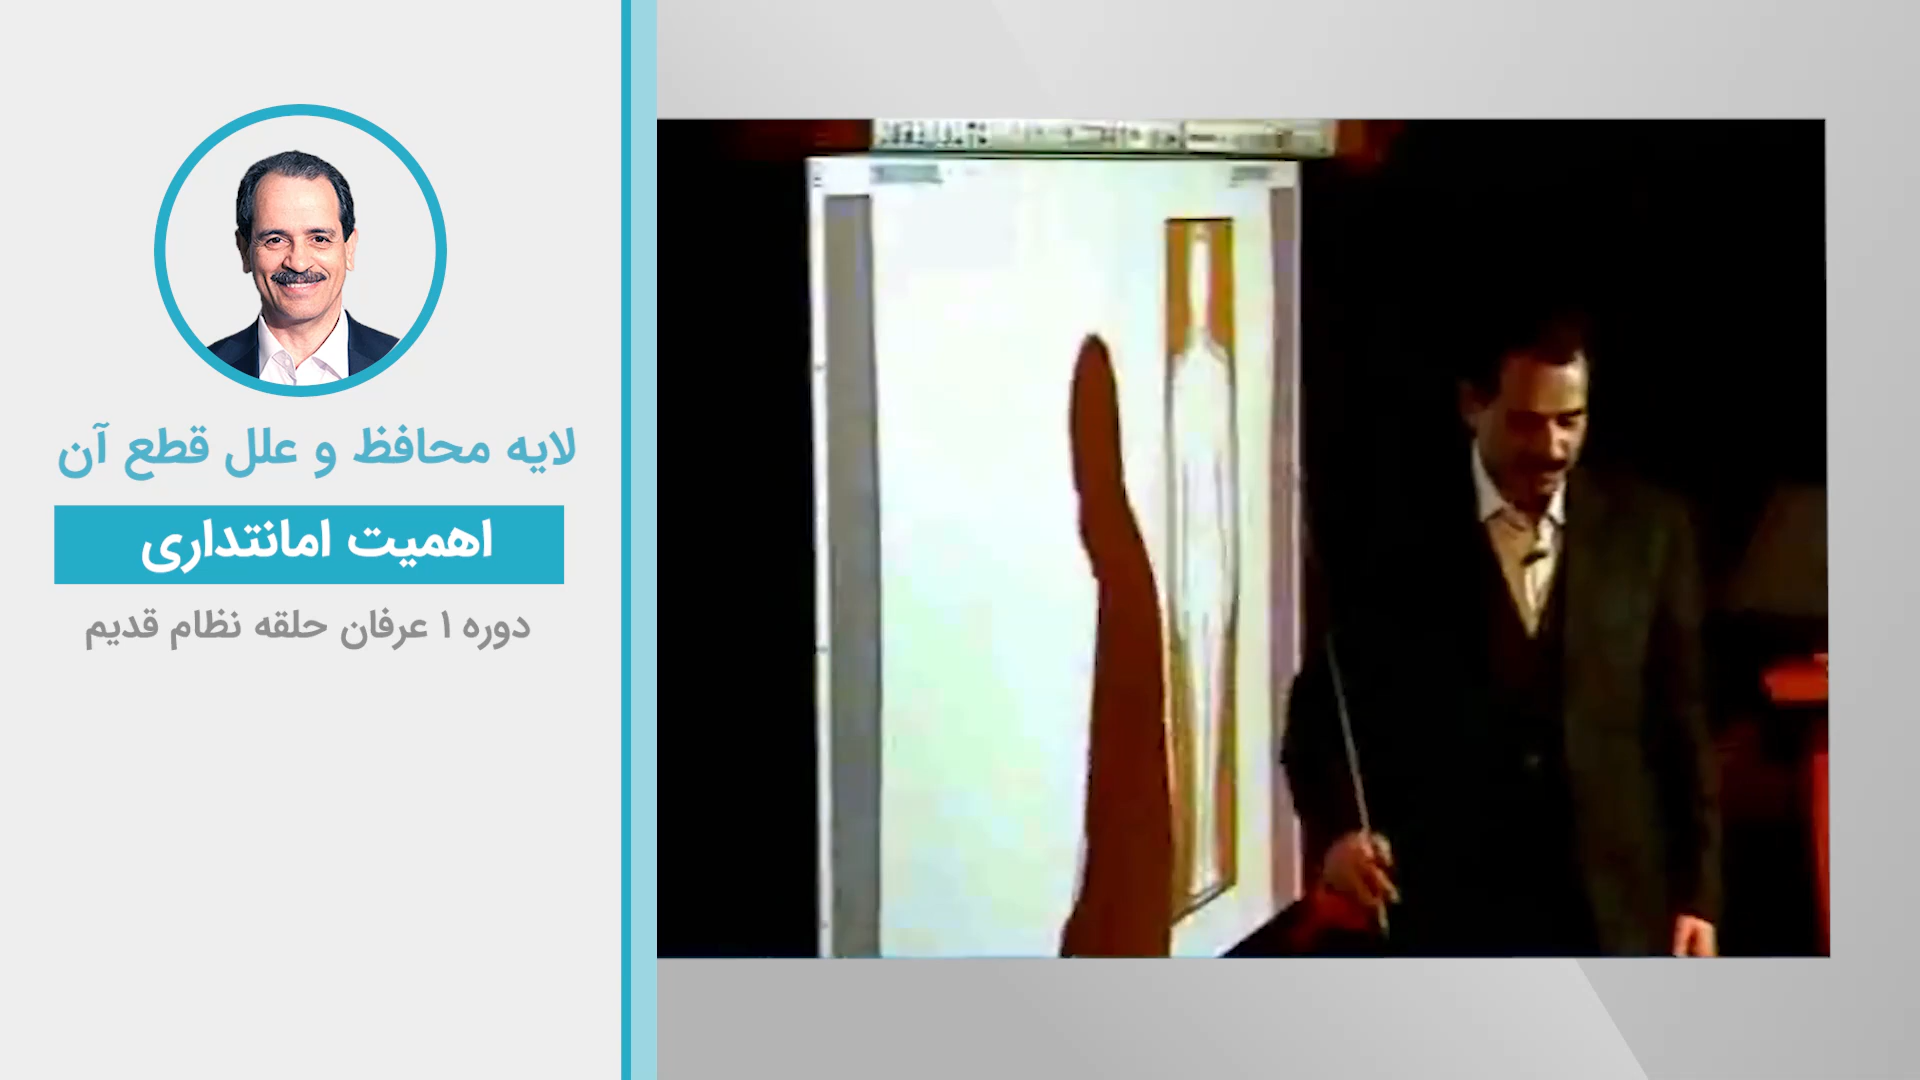 لایه محافظ و علل قطع آن
اهمیت امانتداری
دوره ۱ عرفان حلقه نظام قدیم